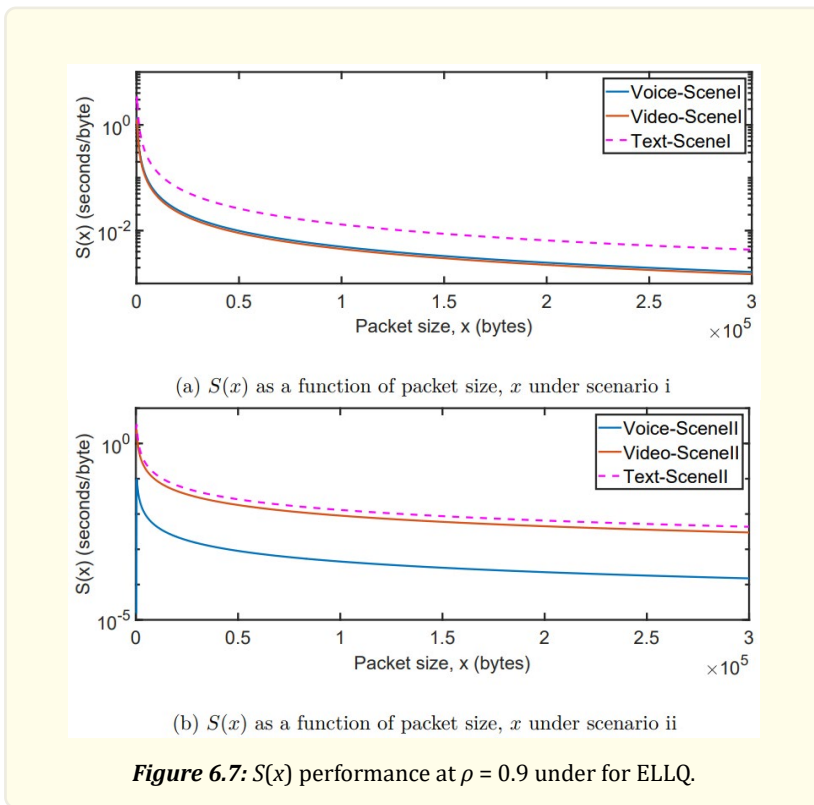 Voice-SceneI
Video-SceneI
Text-SceneI
S(x) (seconds/byte)
10^0
10^-2
0 0.5 1 1.5 2 2.5 3
Packet size, x (bytes)
×10^5
(a) S(x) as a function of packet size, x under scenario i
Voice-SceneII
Video-SceneII
Text-SceneII
S(x) (seconds/byte)
10^0
10^-5
0 0.5 1 1.5 2 2.5 3
Packet size, x (bytes)
×10^5
(b) S(x) as a function of packet size, x under scenario ii
Figure 6.7: S(x) performance at ρ = 0.9 under for ELLQ.